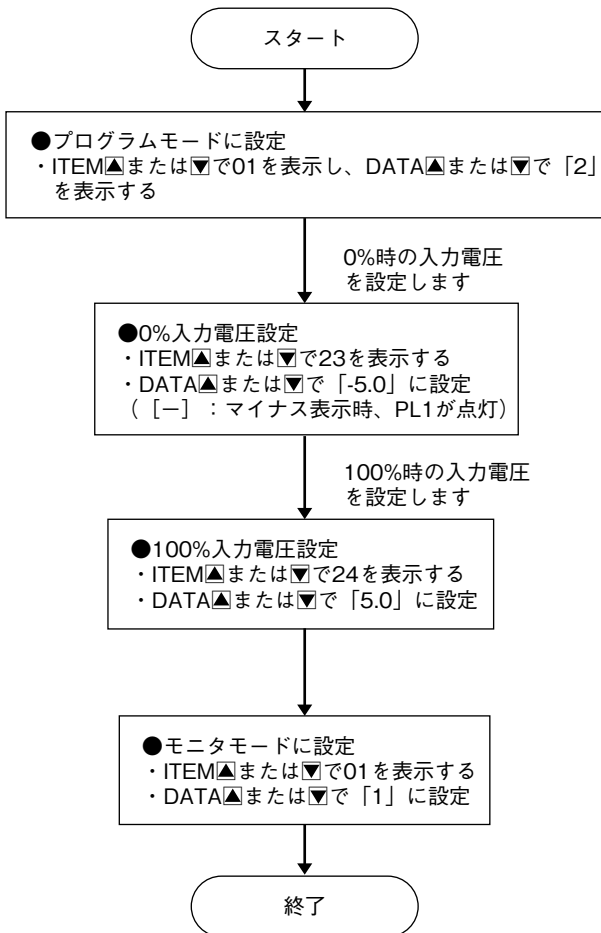 スタート
●プログラムモードに設定
・ITEM▲または▼で01を表示し、DATA▲または▼で「2」
を表示する
0%時の入力電圧
を設定します
●0%入力電圧設定
・ITEM▲または▼で23を表示する
・DATA▲または▼で「-5.0」に設定
（［－］：マイナス表示時、PL1が点灯）
100%時の入力電圧
を設定します
●100%入力電圧設定
・ITEM▲または▼で24を表示する
・DATA▲または▼で「5.0」に設定
●モニタモードに設定
・ITEM▲または▼で01を表示する
・DATA▲または▼で「1」に設定
終了